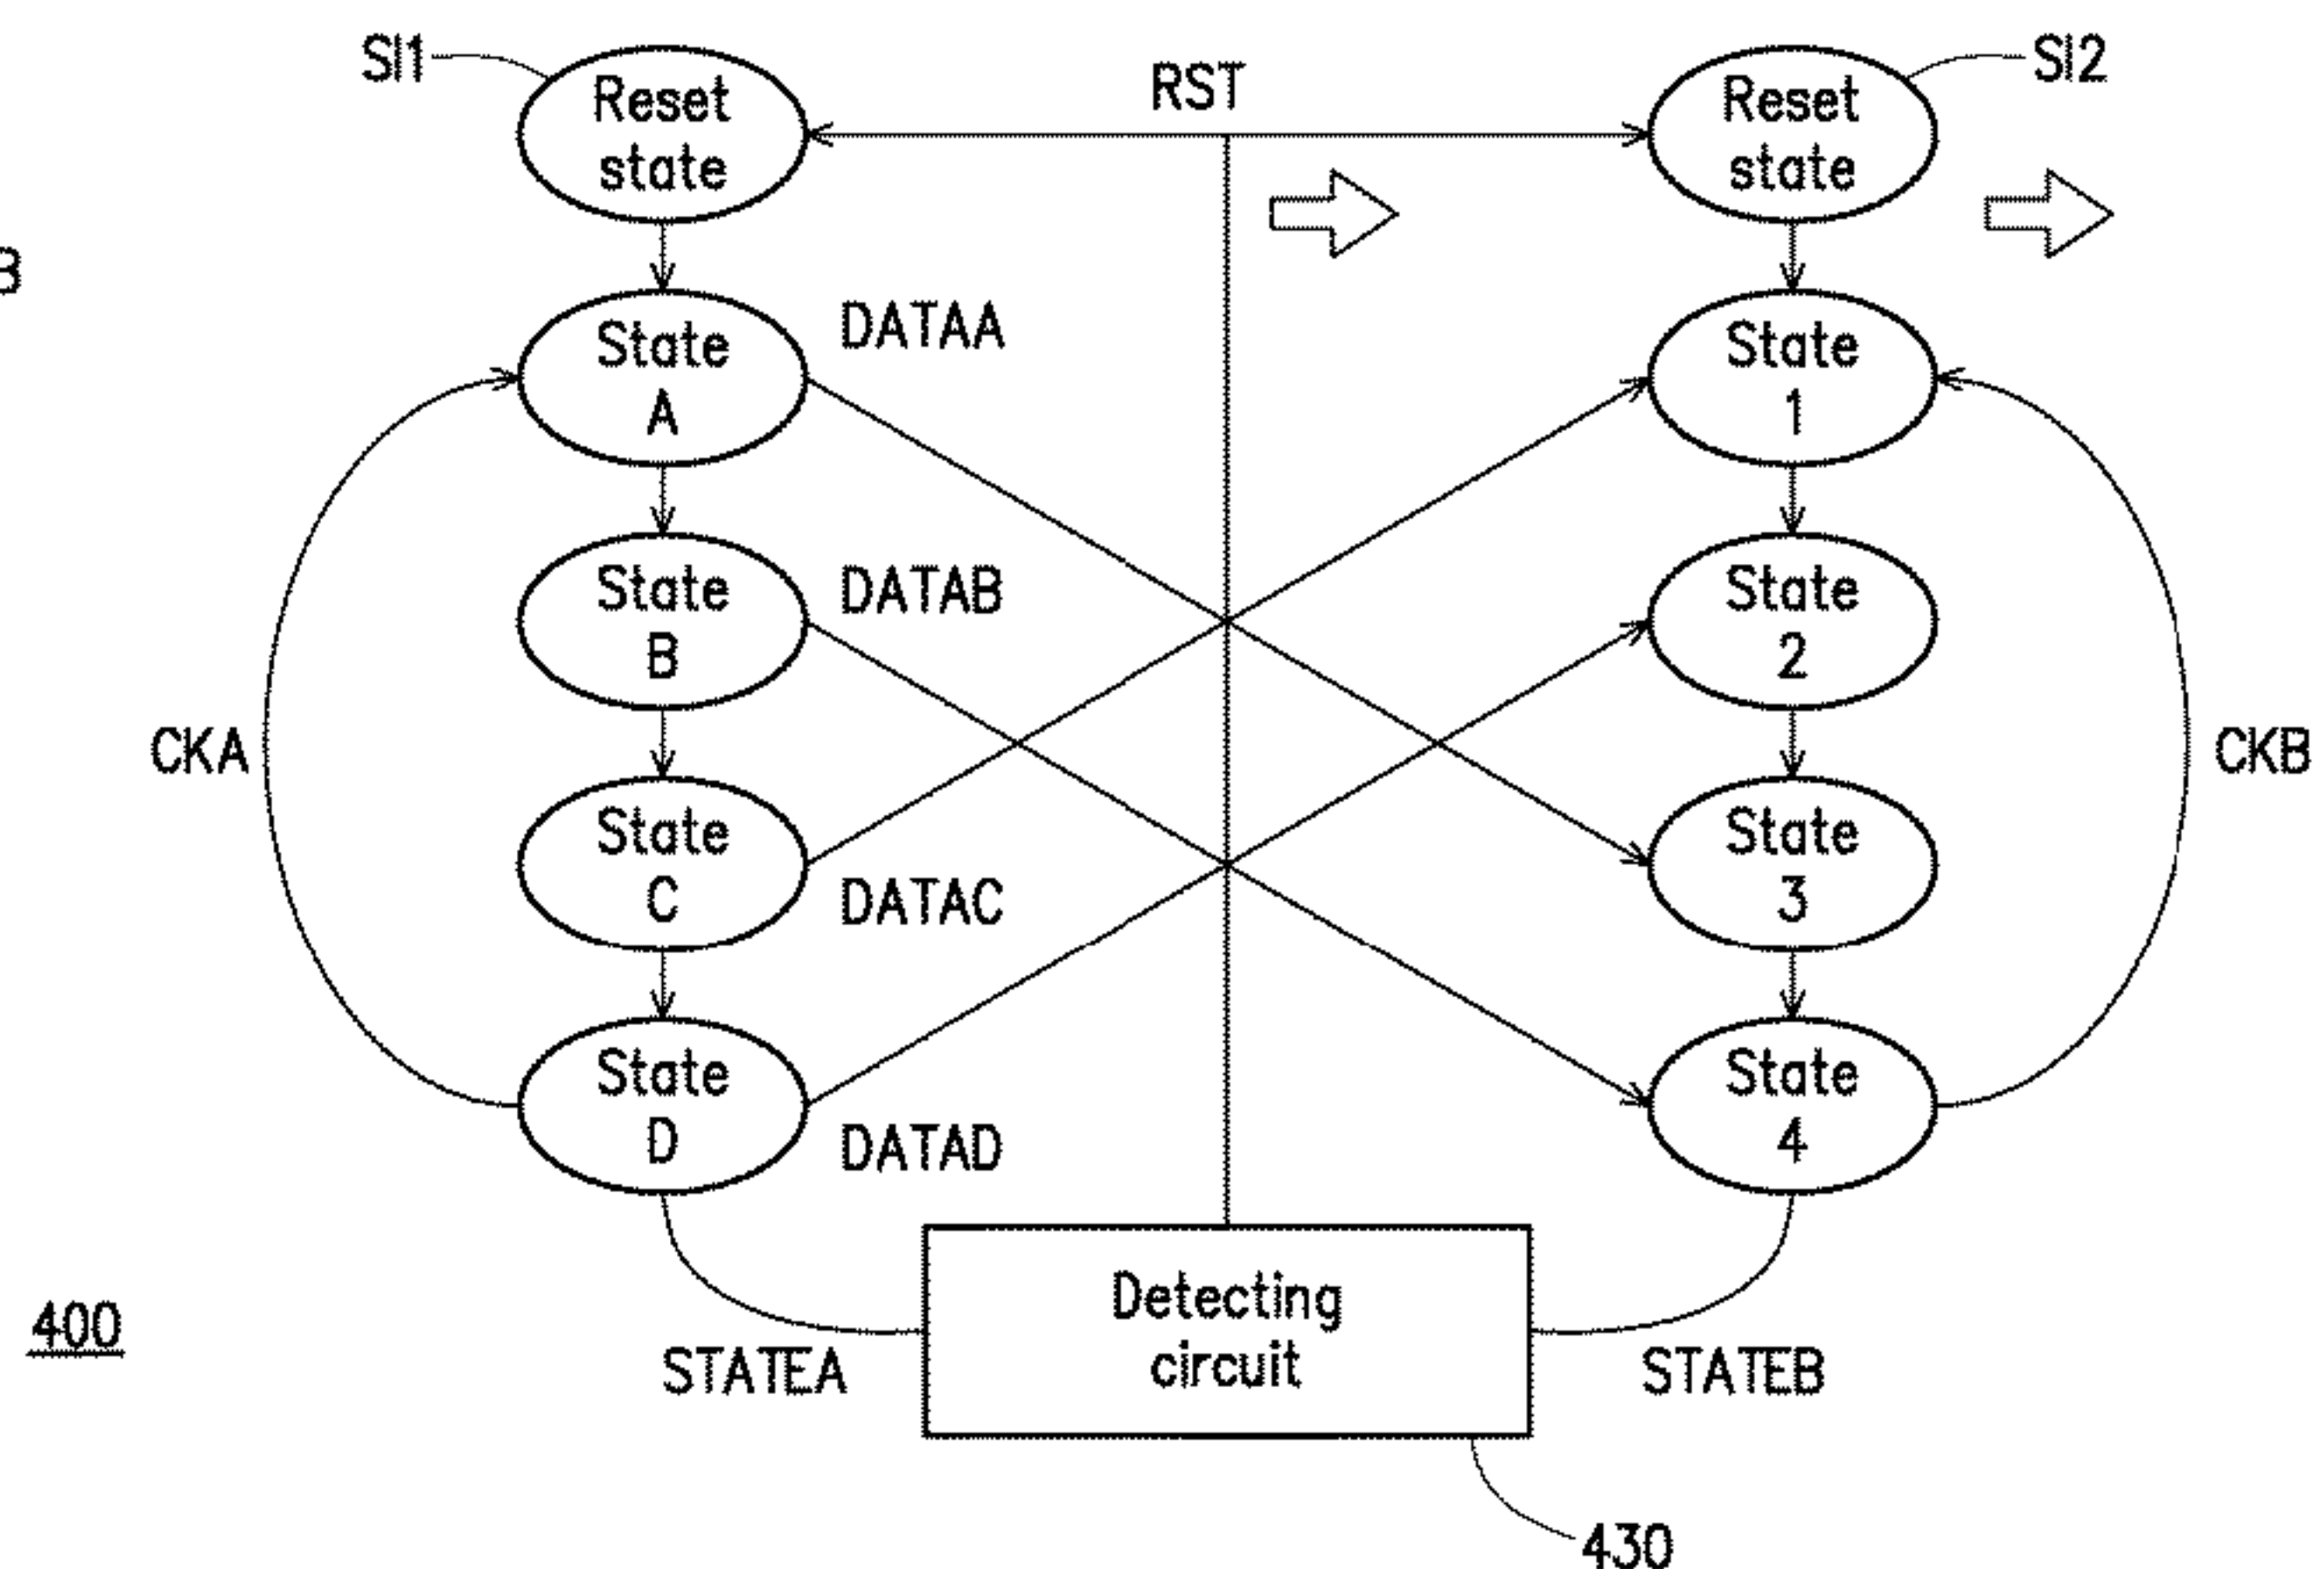 SI1
RST
SI2
Reset
state
Reset
state
B
State
A
DATAA
State
1
State
B
DATAB
State
2
CKA
CKB
State
C
DATAC
State
3
State
D
DATAD
State
4
Detecting
circuit
STATEA
STATEB
400
430